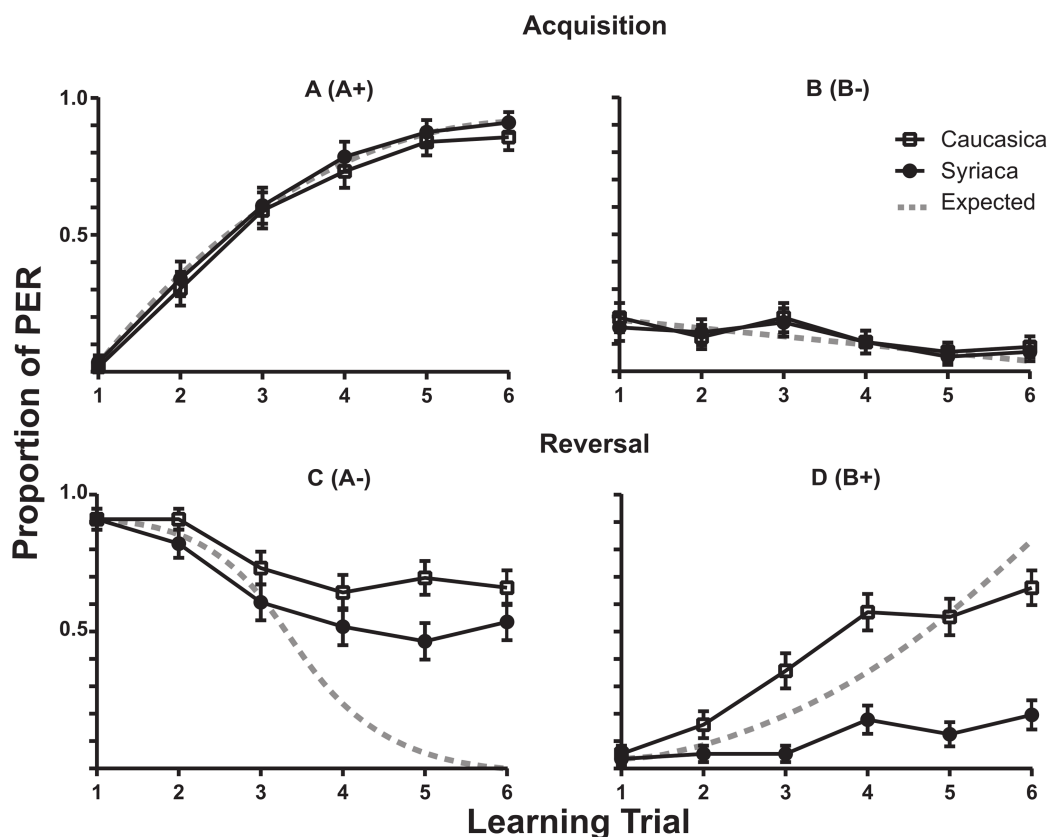 Acquisition
A (A+)
B (B-)
1.0
0.5
1 2 3 4 5 6
Caucasica
Syriaca
Expected
1 2 3 4 5 6
Proportion of PER
Reversal
C (A-)
D (B+)
1.0
0.5
1 2 3 4 5 6
1 2 3 4 5 6
Learning Trial